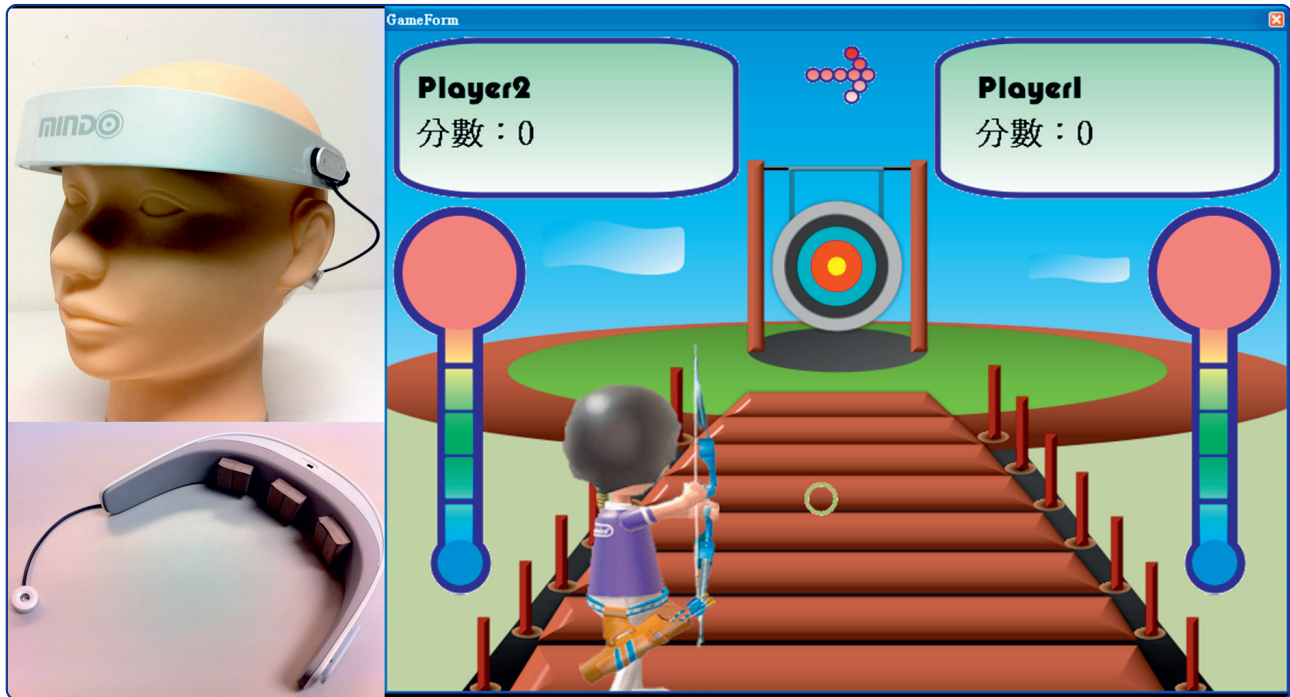 MINDO
GameForm
Player2
分數：0
Player1
分數：0